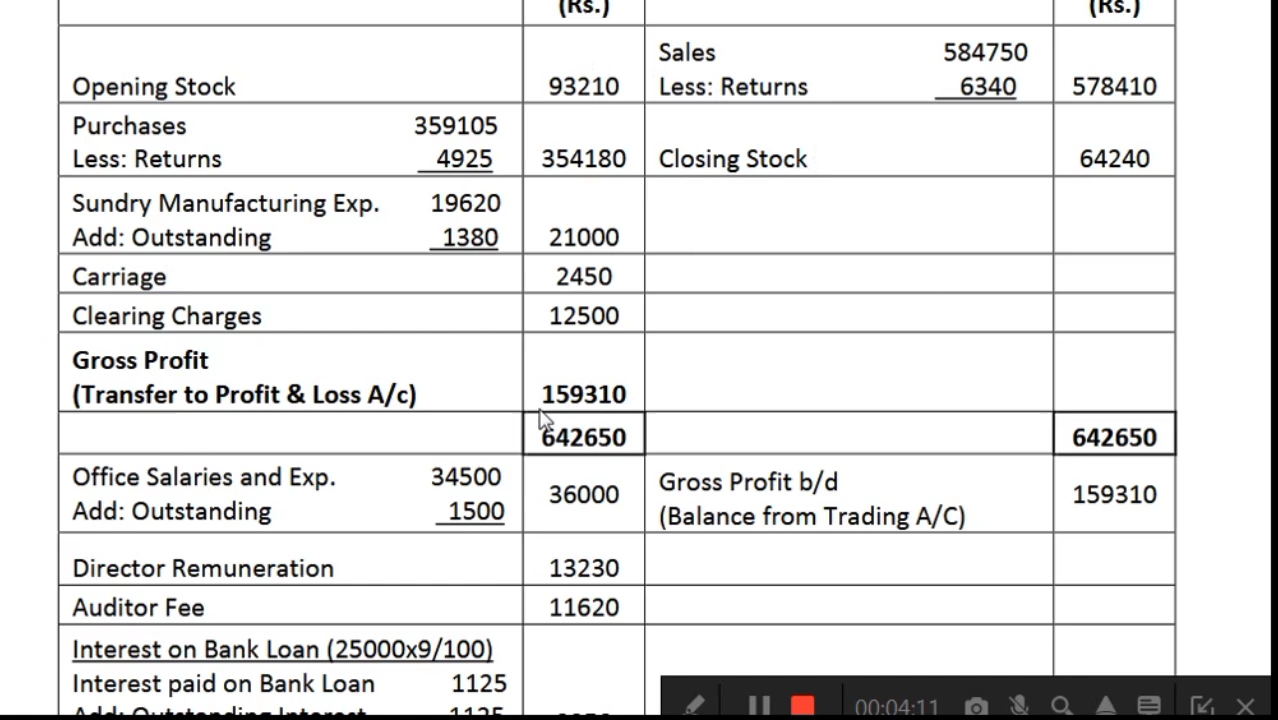 (Rs.) (Rs.)
Sales 584750
Opening Stock 93210 Less: Returns 6340 578410
Purchases 359105
Less: Returns 4925 354180 Closing Stock 64240
Sundry Manufacturing Exp. 19620
Add: Outstanding 1380 21000
Carriage 2450
Clearing Charges 12500
Gross Profit
(Transfer to Profit & Loss A/c) 159310
642650 642650
Office Salaries and Exp. 34500 36000 Gross Profit b/d 159310
Add: Outstanding 1500 (Balance from Trading A/C)
Director Remuneration 13230
Auditor Fee 11620
Interest on Bank Loan (25000x9/100)
Interest paid on Bank Loan 1125
Add: Outstanding Interest 1125
00:04:11